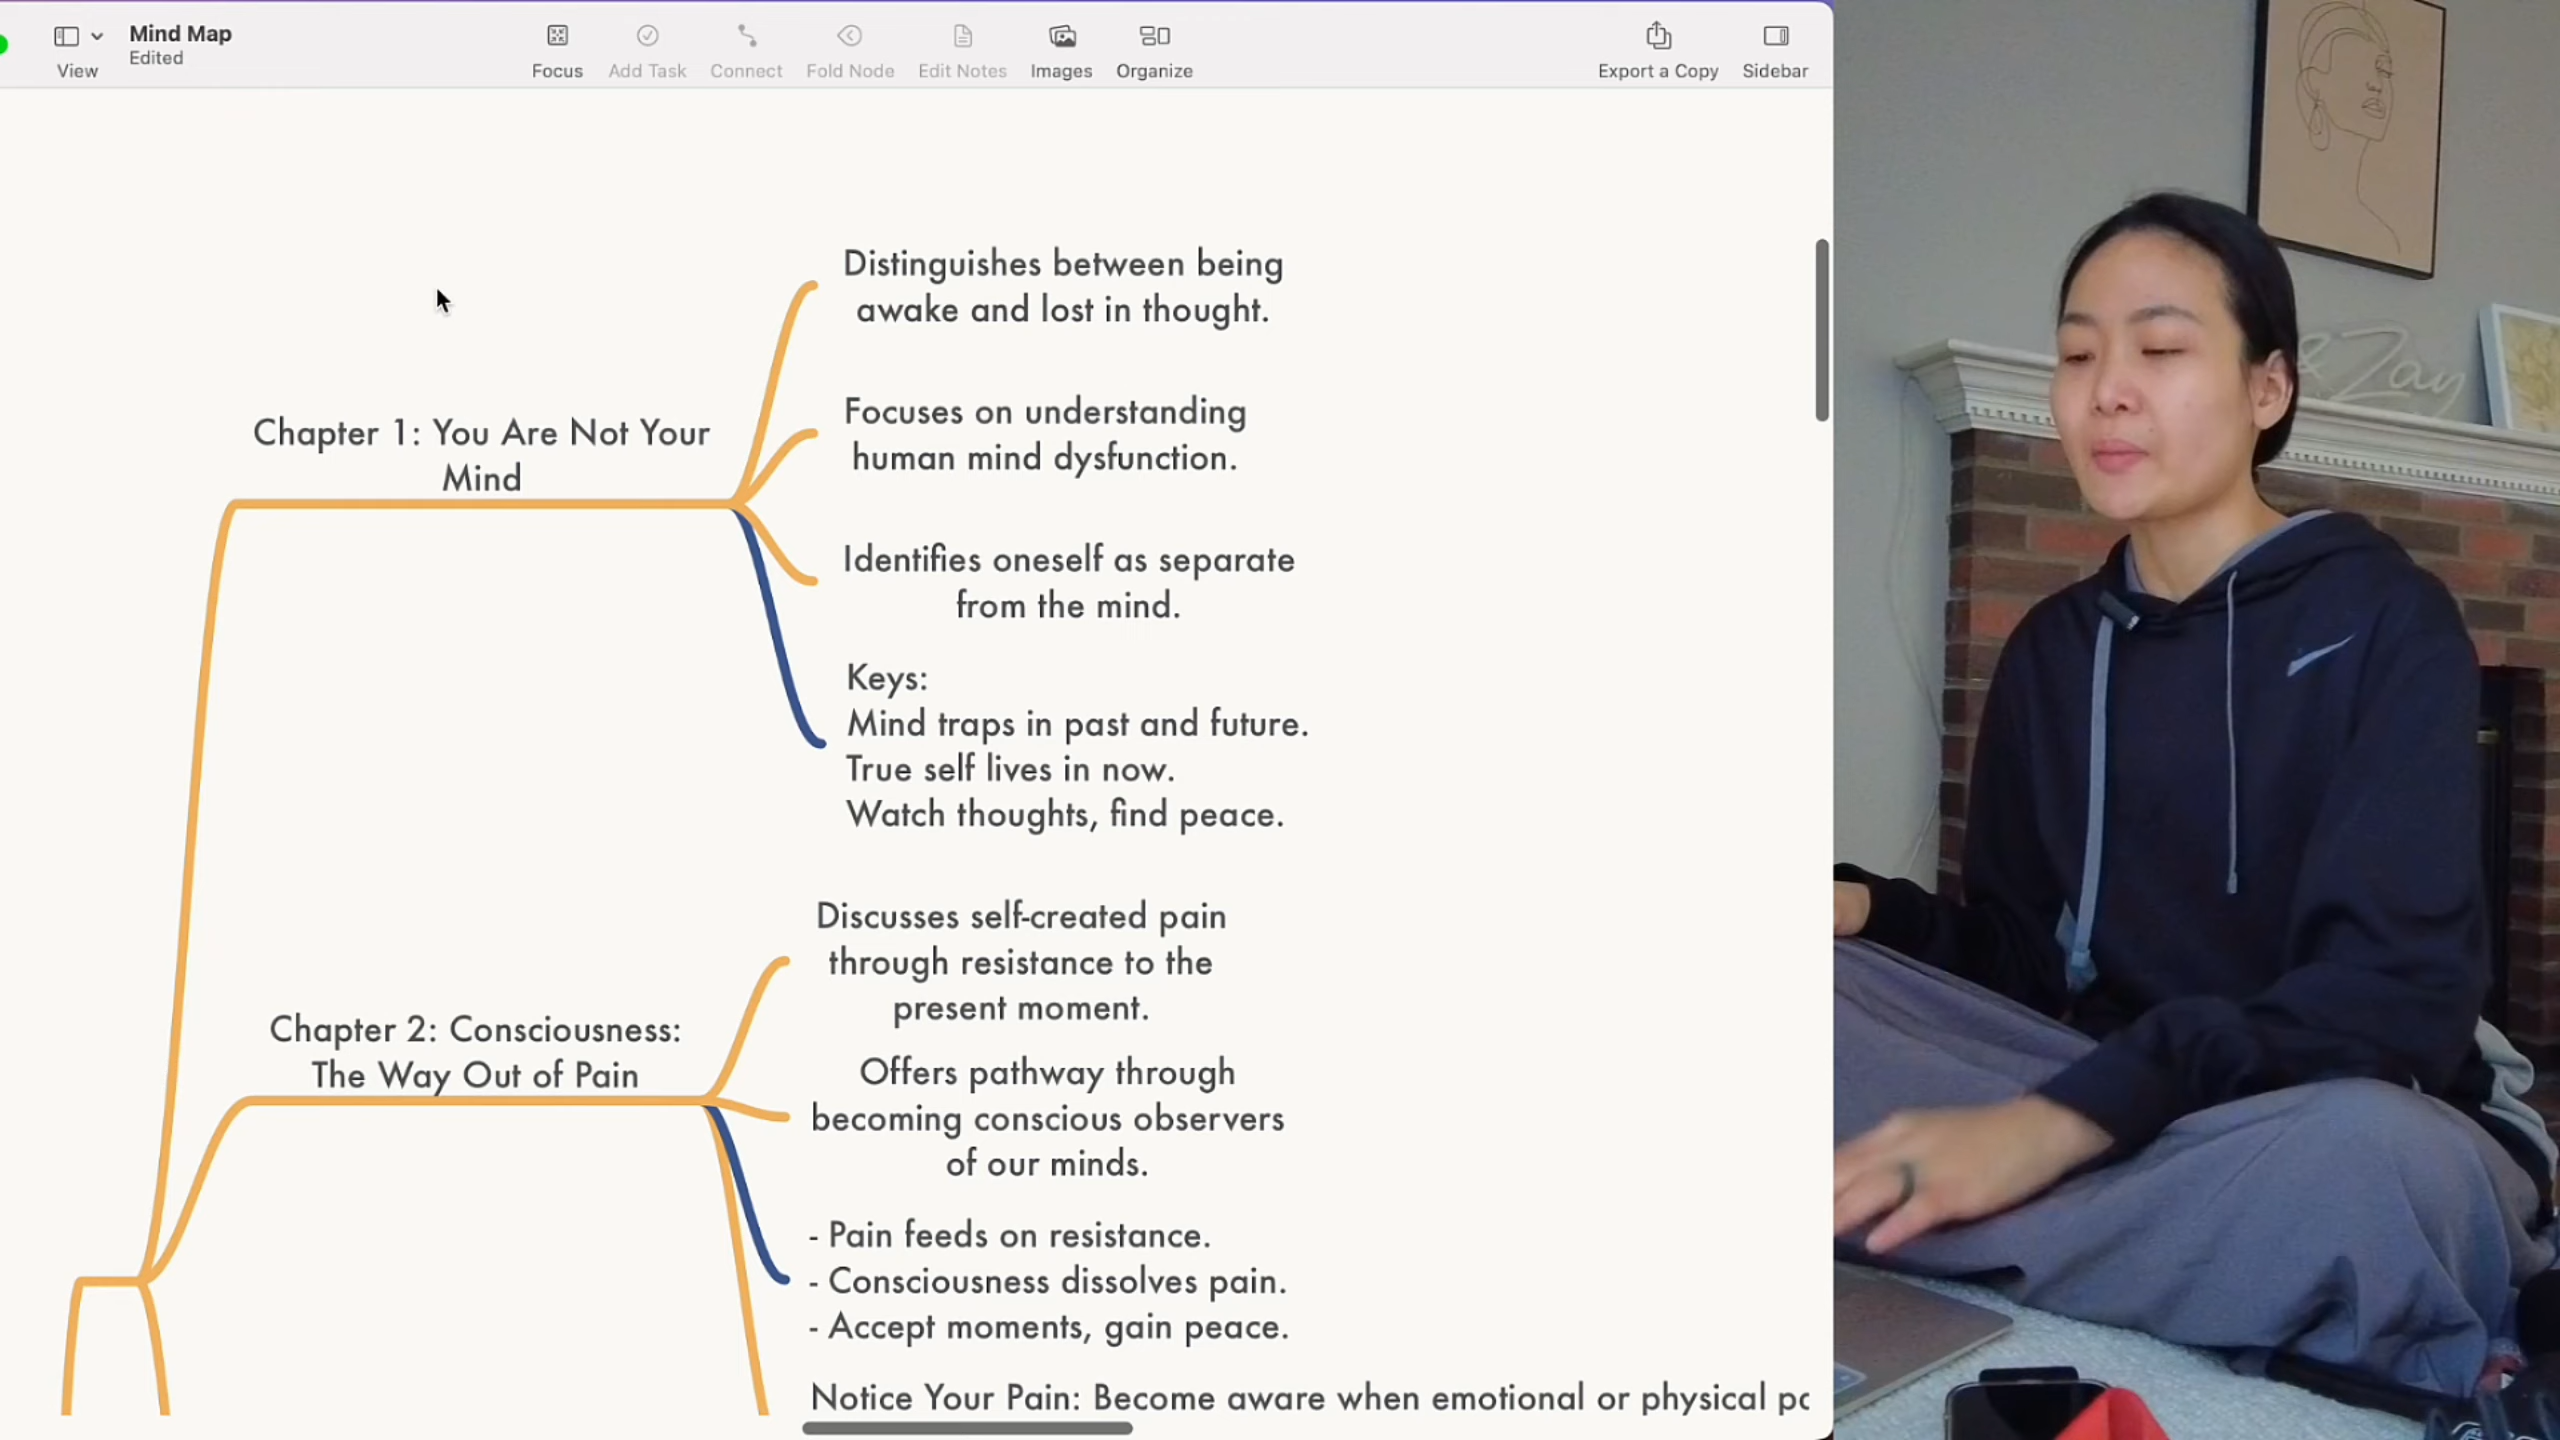 Mind Map
Edited
View
Focus
Add Task
Connect
Fold Node
Edit Notes
Images
Organize
Export a Copy
Sidebar
Distinguishes between being
awake and lost in thought.
Focuses on understanding
human mind dysfunction.
Chapter 1: You Are Not Your
Mind
Identifies oneself as separate
from the mind.
Keys:
Mind traps in past and future.
True self lives in now.
Watch thoughts, find peace.
Discusses self-created pain
through resistance to the
present moment.
Chapter 2: Consciousness:
The Way Out of Pain
Offers pathway through
becoming conscious observers
of our minds.
- Pain feeds on resistance.
- Consciousness dissolves pain.
- Accept moments, gain peace.
Notice Your Pain: Become aware when emotional or physical
& Zay